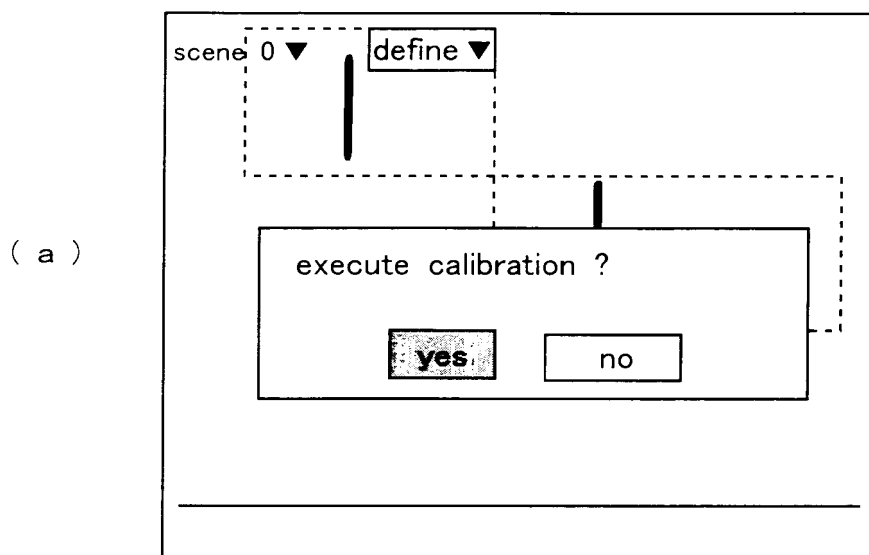 scene 0 ▼ define ▼
( a )
execute calibration ?
yes no